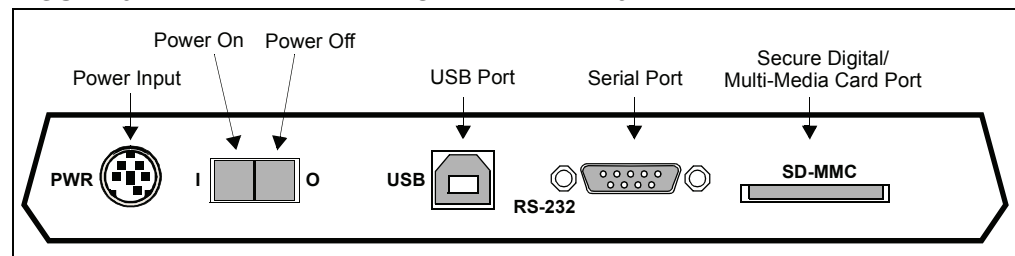 Power On Power Off
Power Input
USB Port
Serial Port
Secure Digital/
Multi-Media Card Port
PWR
I
O
USB
RS-232
SD-MMC